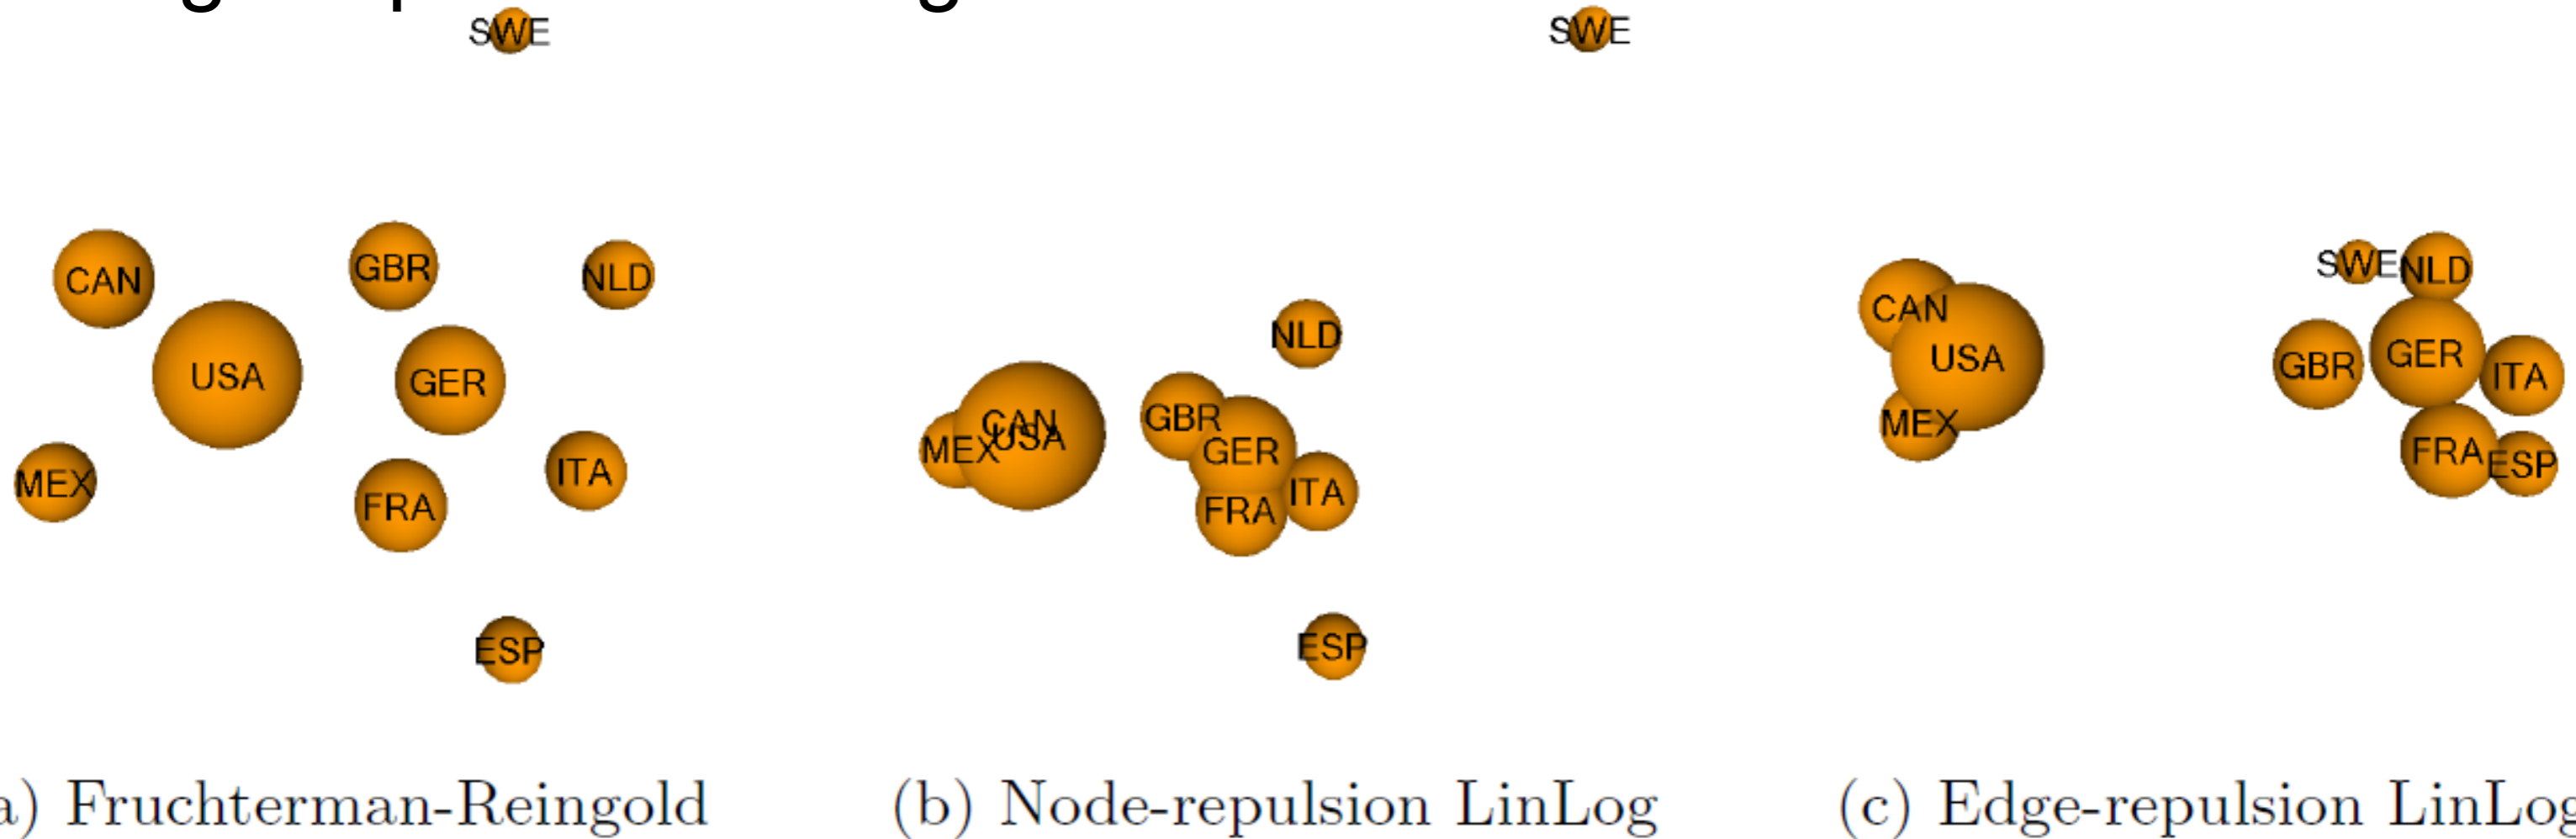 SWE
SWE
CAN
GBR
NLD
USA
GER
MEX
FRA
ITA
ESP
NLD
CAN
USA
MEX
GBR
GER
FRA
ITA
ESP
SWE
NLD
CAN
USA
MEX
GBR
GER
ITA
FRA
ESP
a) Fruchterman-Reingold
(b) Node-repulsion LinLog
(c) Edge-repulsion LinLog